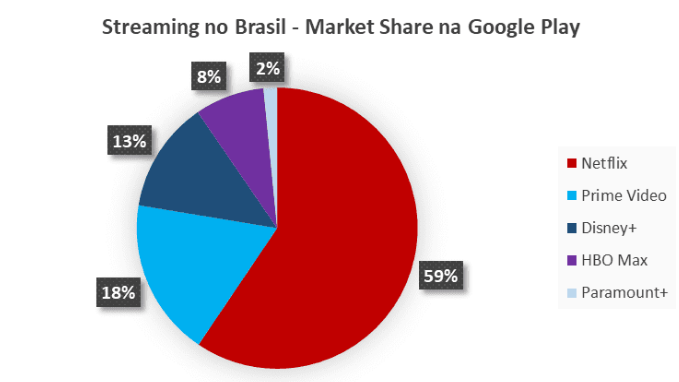 Streaming no Brasil - Market Share na Google Play
2%
8%
13%
18%
59%
Netflix
Prime Video
Disney+
HBO Max
Paramount+